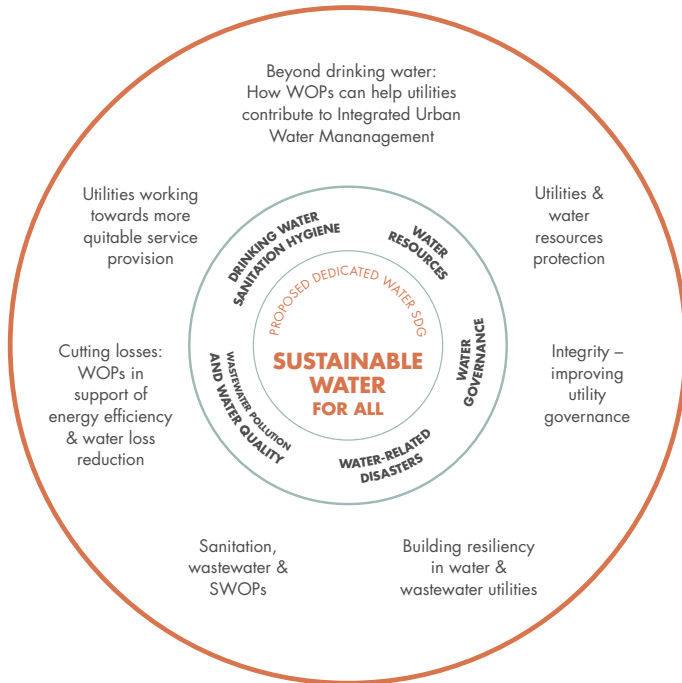 Beyond drinking water:
How WOPs can help utilities
contribute to Integrated Urban
Water Mananagement
Utilities working
towards more
quitable service
provision
Utilities &
water
resources
protection
DRINKING WATER
SANITATION HYGIENE
WATER
RESOURCES
PROPOSED DEDICATED WATER SDG
SUSTAINABLE
WATER
FOR ALL
WATER
GOVERNANCE
WASTEWATER POLLUTION
AND WATER QUALITY
WATER-RELATED
DISASTERS
Cutting losses:
WOPs in
support of
energy efficiency
& water loss
reduction
Integrity –
improving
utility
governance
Sanitation,
wastewater &
SWOPs
Building resiliency
in water &
wastewater utilities